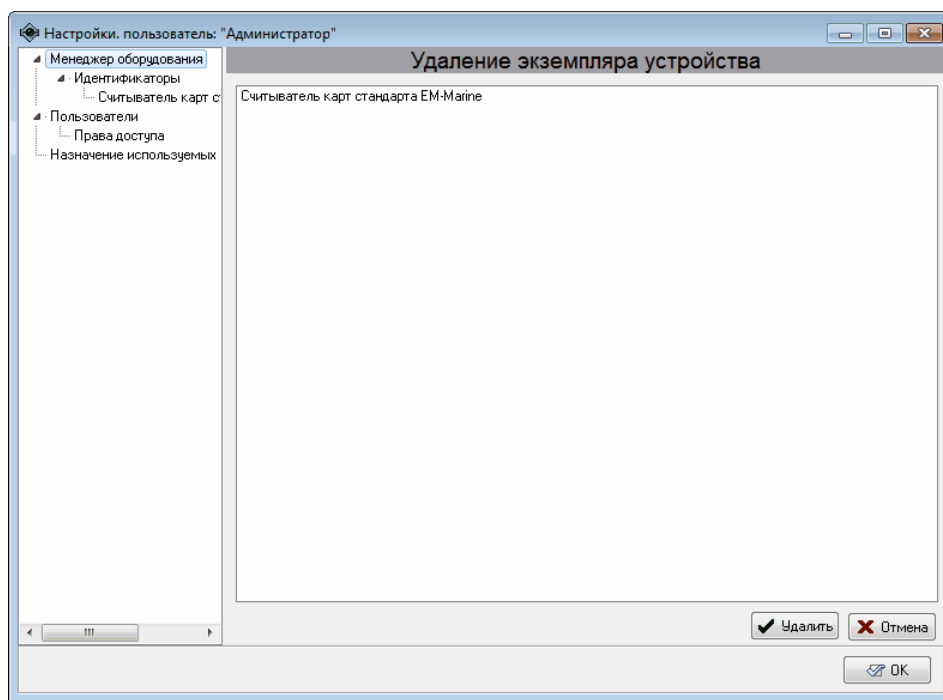 Настройки. пользователь: "Администратор"
Менеджер оборудования
Идентификаторы
Считыватель карт с
Пользователи
Права доступа
Назначение используемых
Удаление экземпляра устройства
Считыватель карт стандарта EM-Marine
Удалить
Отмена
OK